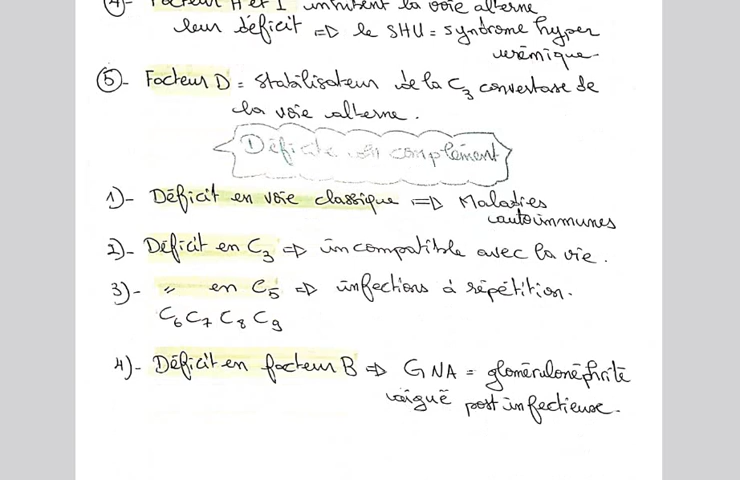 ④- Facteur H et I inhibent la voie alterne
leur déficit => le SHU = syndrome hyper
urémique
⑤- Facteur D = stabilisateur de la C3 convertase de
la voie alterne.
① Déficits en complément
1)- Déficit en voie classique => Maladies
autoimmunes
2)- Déficit en C3 => incompatible avec la vie.
3)- " en C5 => infections à répétition.
C6 C7 C8 C9
4)- Déficit en facteur B => GNA = glomérulonéphrite
aiguë post infectieuse.